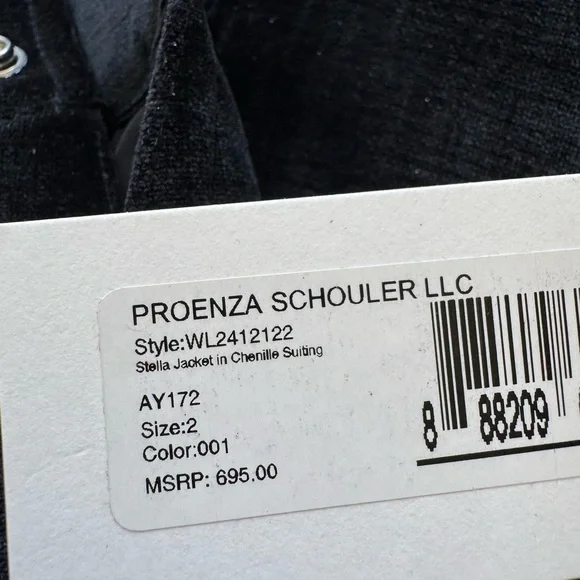 PROENZA SCHOULER LLC
Style:WL2412122
Stella Jacket in Chenille Suiting
AY172
Size:2
Color:001
MSRP: 695.00
8 88209